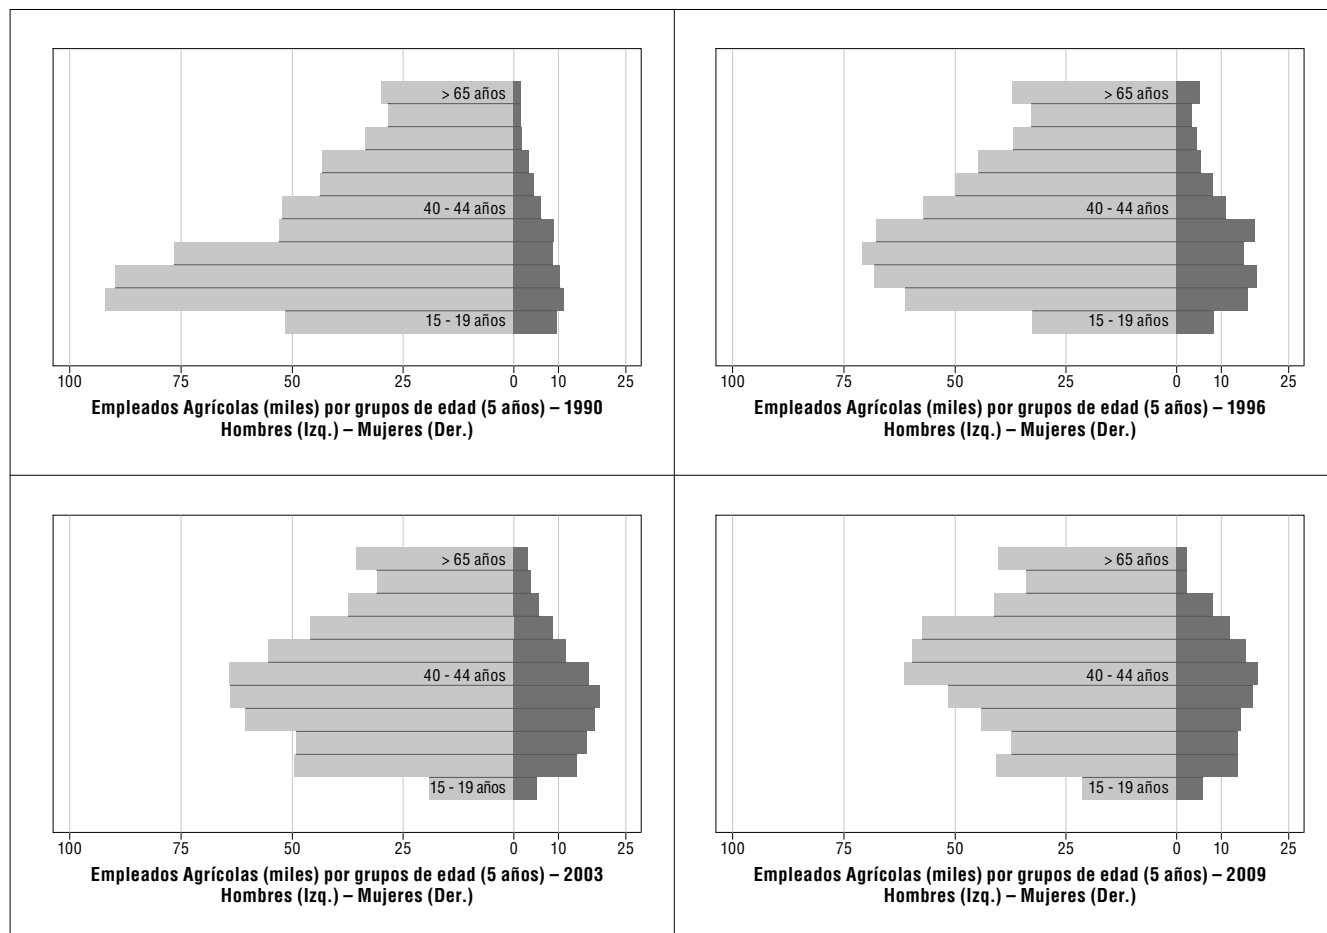 > 65 años
40 - 44 años
15 - 19 años
100 75 50 25 0 10 25
Empleados Agrícolas (miles) por grupos de edad (5 años) – 1990
Hombres (Izq.) – Mujeres (Der.)
> 65 años
40 - 44 años
15 - 19 años
100 75 50 25 0 10 25
Empleados Agrícolas (miles) por grupos de edad (5 años) – 1996
Hombres (Izq.) – Mujeres (Der.)
> 65 años
40 - 44 años
15 - 19 años
100 75 50 25 0 10 25
Empleados Agrícolas (miles) por grupos de edad (5 años) – 2003
Hombres (Izq.) – Mujeres (Der.)
> 65 años
40 - 44 años
15 - 19 años
100 75 50 25 0 10 25
Empleados Agrícolas (miles) por grupos de edad (5 años) – 2009
Hombres (Izq.) – Mujeres (Der.)